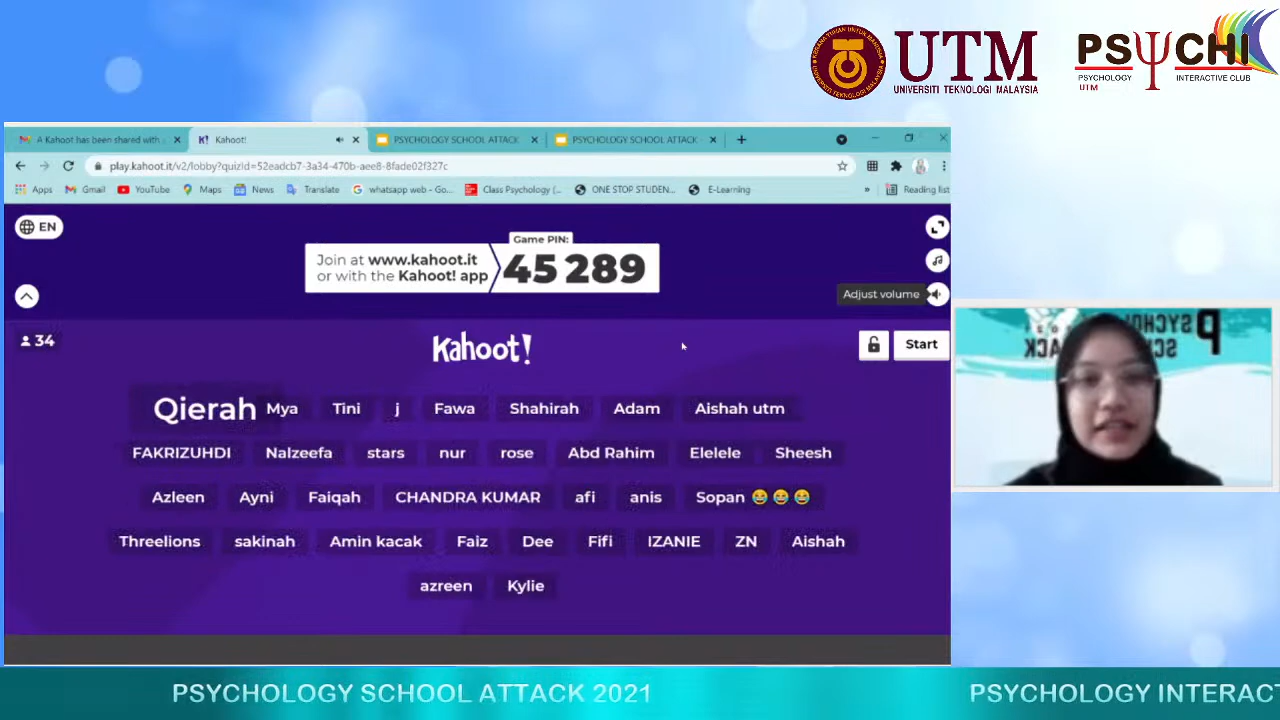 UTM
UNIVERSITI TEKNOLOGI MALAYSIA
PSYCHI
PSYCHOLOGY INTERACTIVE CLUB
UTM
A Kahoot has been shared with
Kahoot!
PSYCHOLOGY SCHOOL ATTACK
PSYCHOLOGY SCHOOL ATTACK -
play.kahoot.it/v2/lobby?quizId=52eadcb7-3a34-470b-aee8-8fade02f327c
Apps Gmail YouTube Maps News Translate whatsapp web - Go... Class Psychology (... ONE STOP STUDEN... E-Learning » Reading list
EN
Game PIN:
Join at www.kahoot.it
or with the Kahoot! app
45 289
Adjust volume
34
Kahoot!
Start
Qierah Mya Tini j Fawa Shahirah Adam Aishah utm
FAKRIZUHDI Nalzeefa stars nur rose Abd Rahim Elelele Sheesh
Azleen Ayni Faiqah CHANDRA KUMAR afi anis Sopan 😂😂😂
Threelions sakinah Amin kacak Faiz Dee Fifi IZANIE ZN Aishah
azreen Kylie
PSYCHOLOGY SCHOOL ATTACK 2021
PSYCHOLOGY INTERACT